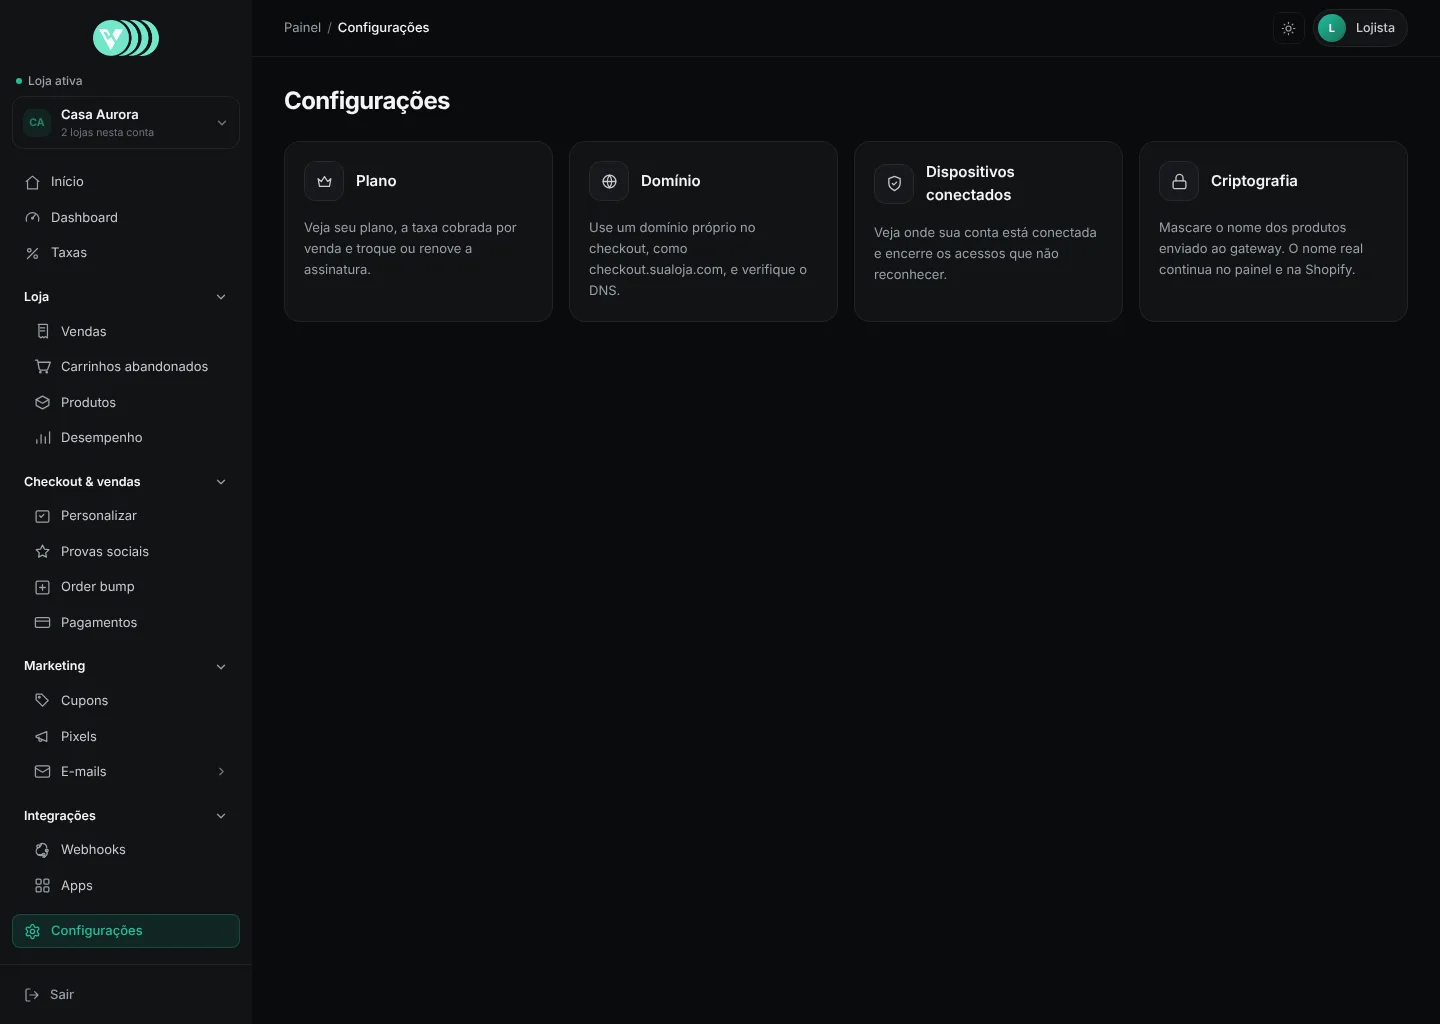 Painel / Configurações
L
Lojista
Loja ativa
CA
Casa Aurora
2 lojas nesta conta
Início
Dashboard
Taxas
Loja
Vendas
Carrinhos abandonados
Produtos
Desempenho
Checkout & vendas
Personalizar
Provas sociais
Order bump
Pagamentos
Marketing
Cupons
Pixels
E-mails
Integrações
Webhooks
Apps
Configurações
Sair
Configurações
Plano
Veja seu plano, a taxa cobrada por
venda e troque ou renove a
assinatura.
Domínio
Use um domínio próprio no
checkout, como
checkout.sualoja.com, e verifique o
DNS.
Dispositivos
conectados
Veja onde sua conta está conectada
e encerre os acessos que não
reconhecer.
Criptografia
Mascare o nome dos produtos
enviado ao gateway. O nome real
continua no painel e na Shopify.